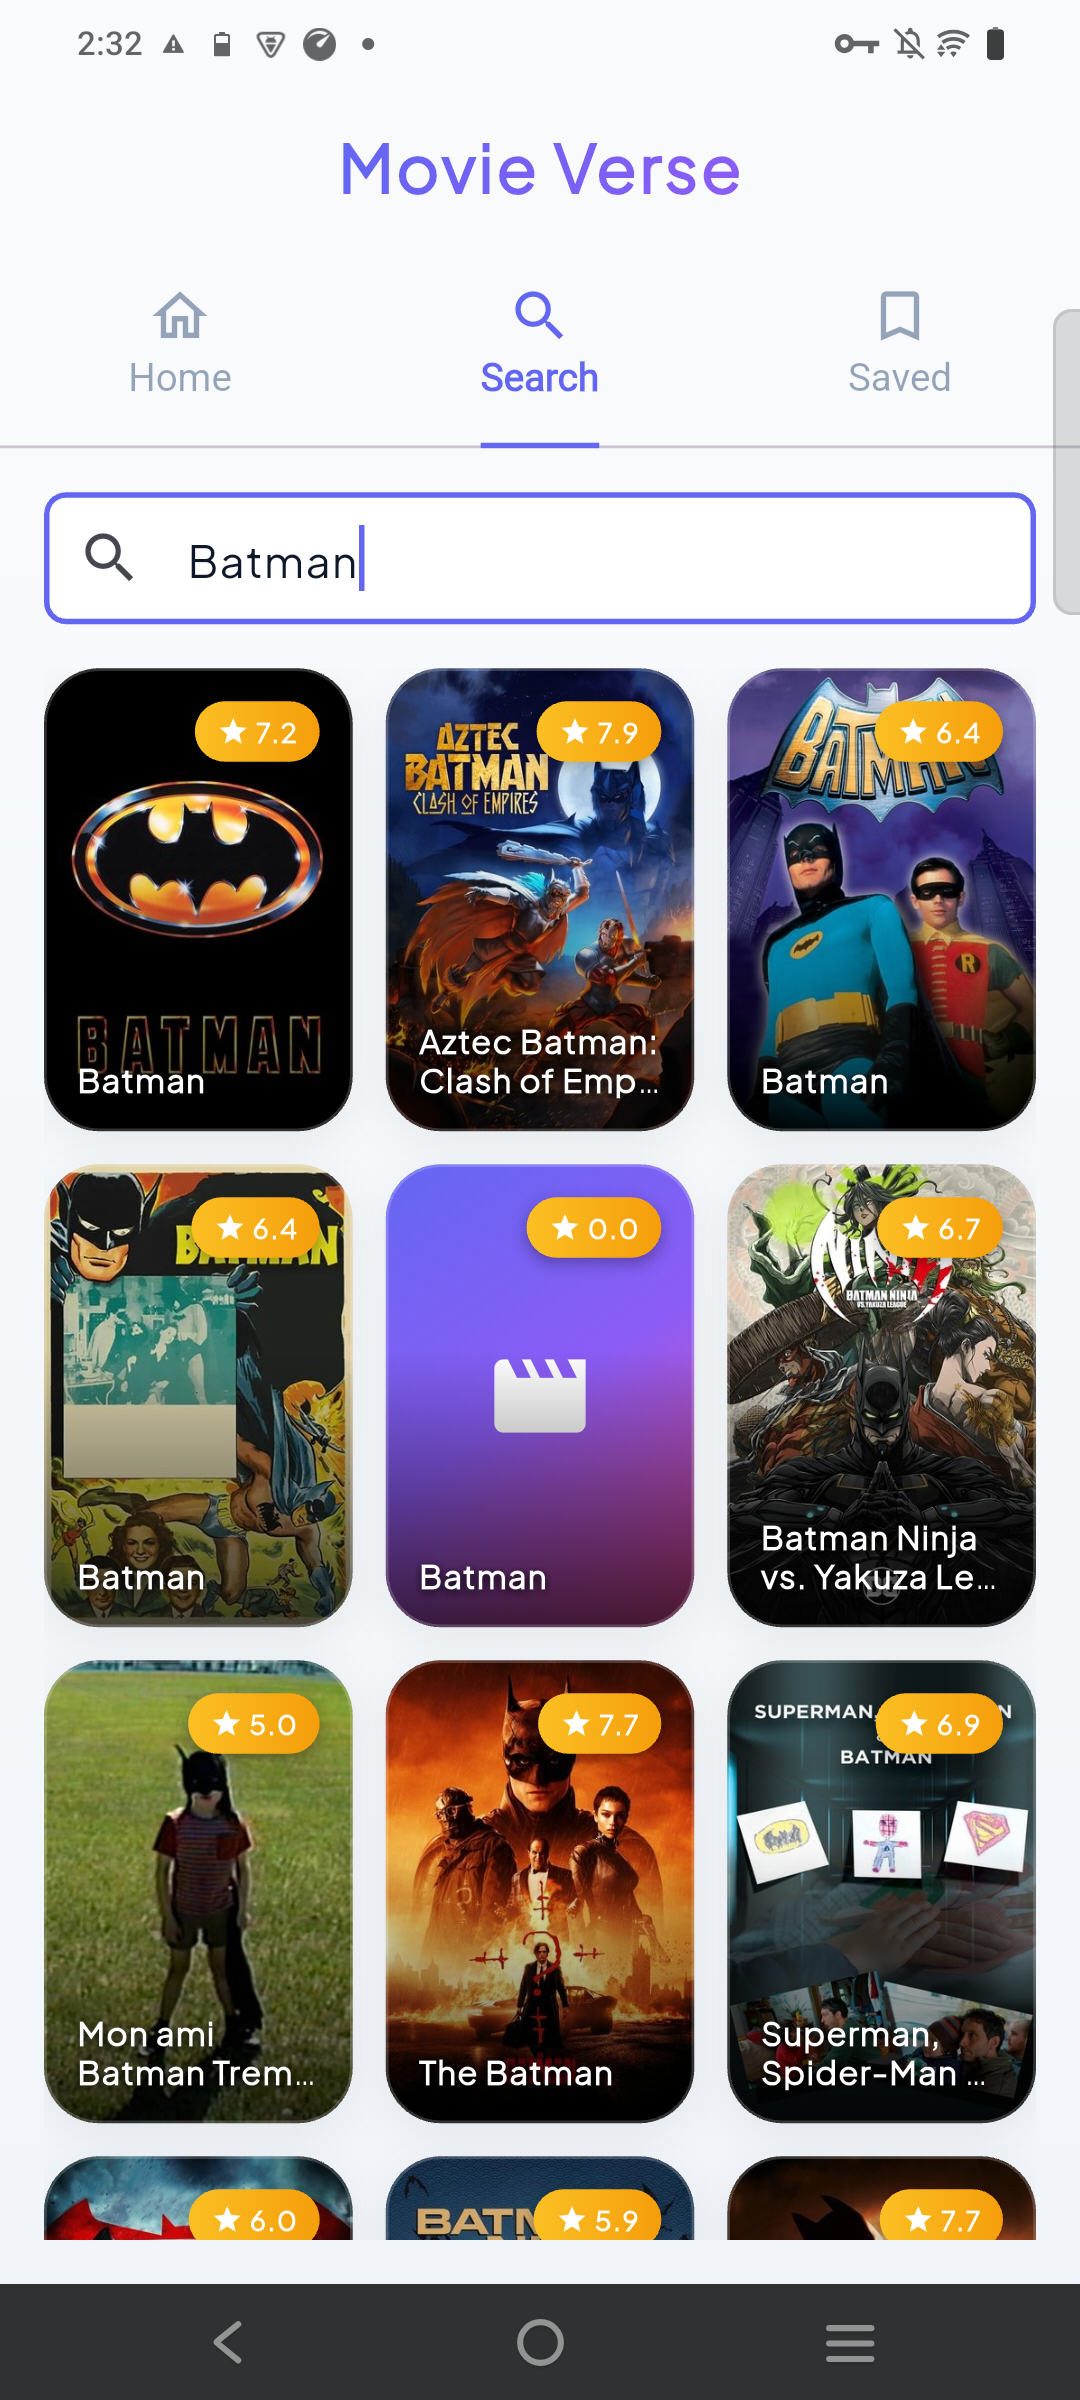 2:32
Movie Verse
Home
Search
Saved
Batman
7.2
BATMAN
Batman
7.9
AZTEC
BATMAN
CLASH OF EMPIRES
Aztec Batman:
Clash of Emp...
6.4
BATMAN
R
Batman
6.4
BATMAN
Batman
0.0
Batman
6.7
BATMAN NINJA
VS. YAKUZA LEAGUE
Batman Ninja
vs. Yakuza Le...
5.0
Mon ami
Batman Trem...
7.7
The Batman
6.9
SUPERMAN,
BATMAN
Superman,
Spider-Man ...
6.0
5.9
7.7